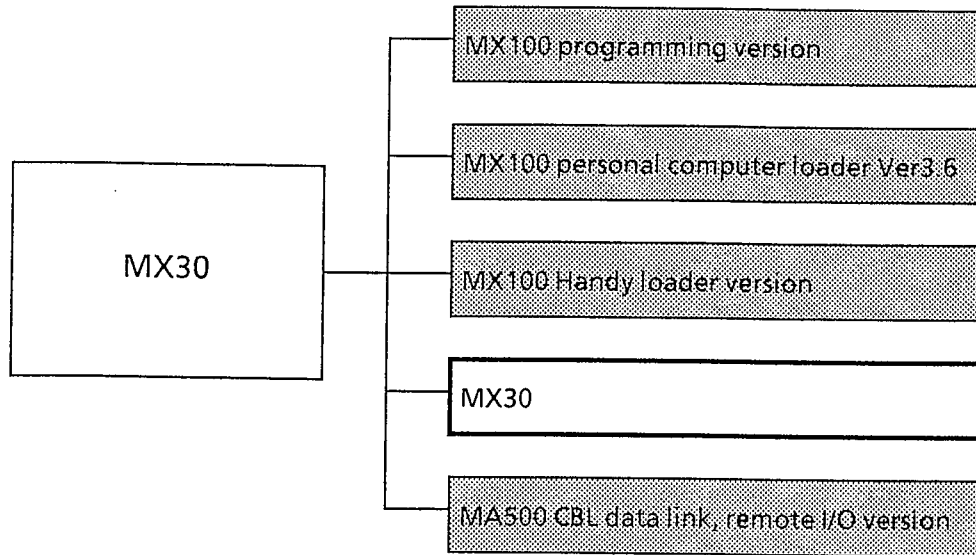 MX30
MX100 programming version
MX100 personal computer loader Ver3.6
MX100 Handy loader version
MX30
MA500 CBL data link, remote I/O version